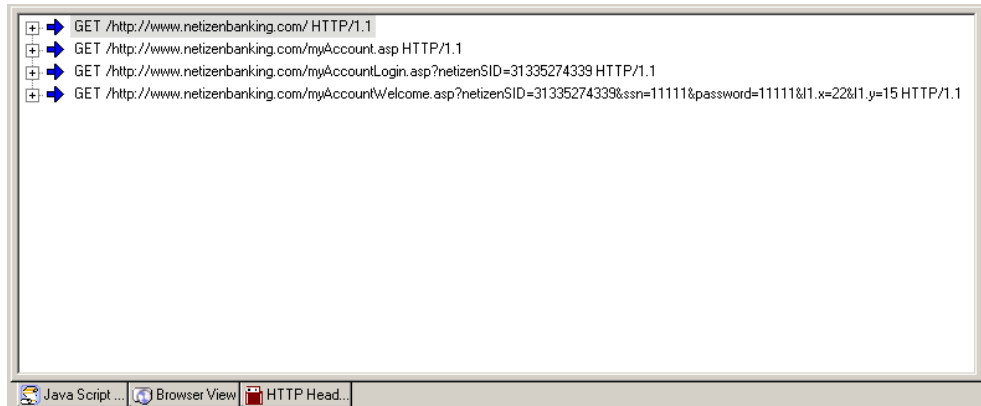 GET /http://www.netizenbanking.com/ HTTP/1.1
GET /http://www.netizenbanking.com/myAccount.asp HTTP/1.1
GET /http://www.netizenbanking.com/myAccountLogin.asp?netizenSID=31335274339 HTTP/1.1
GET /http://www.netizenbanking.com/myAccountWelcome.asp?netizenSID=31335274339&ssn=11111&password=11111&l1.x=22&l1.y=15 HTTP/1.1
Java Script ... Browser View HTTP Head...